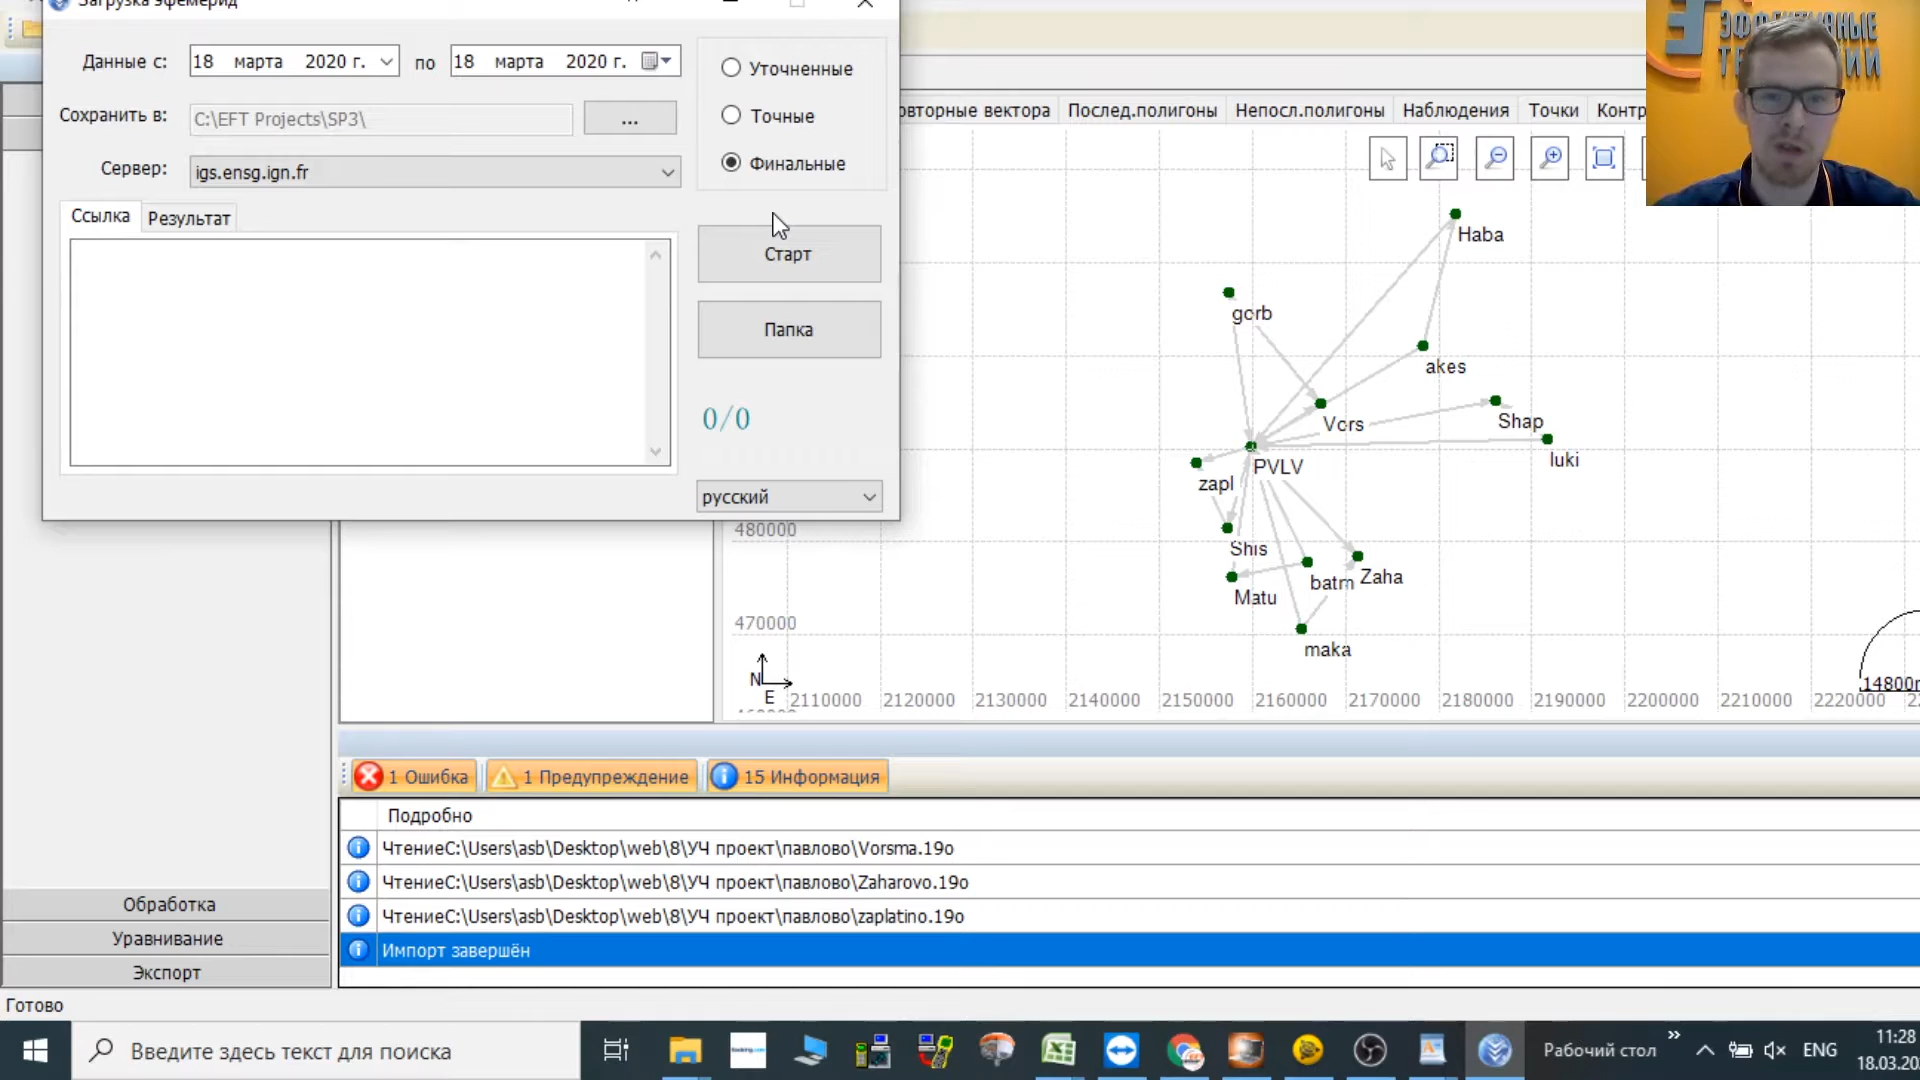 Загрузка эфемерид
Данные с: 18 марта 2020 г. по 18 марта 2020 г.
Уточненные
Сохранить в: C:\EFT Projects\SP3\ ...
Точные
Сервер: igs.ensg.ign.fr
Финальные
Ссылка Результат
Старт
Папка
0/0
русский
овторные вектора Послед.полигоны Непосл.полигоны Наблюдения Точки Контр
Haba
gorb
akes
Vors
Shap
luki
PVLV
zapl
Shis
batm
Zaha
Matu
maka
480000
470000
N
E
2110000 2120000 2130000 2140000 2150000 2160000 2170000 2180000 2190000 2200000 2210000 2220000
14800m
1 Ошибка 1 Предупреждение 15 Информация
Подробно
ЧтениеC:\Users\asb\Desktop\web\8\УЧ проект\павлово\Vorsma.19o
ЧтениеC:\Users\asb\Desktop\web\8\УЧ проект\павлово\Zaharovo.19o
ЧтениеC:\Users\asb\Desktop\web\8\УЧ проект\павлово\zaplatino.19o
Импорт завершён
Обработка
Уравнивание
Экспорт
Готово
Введите здесь текст для поиска
Рабочий стол
ENG
11:28
18.03.20